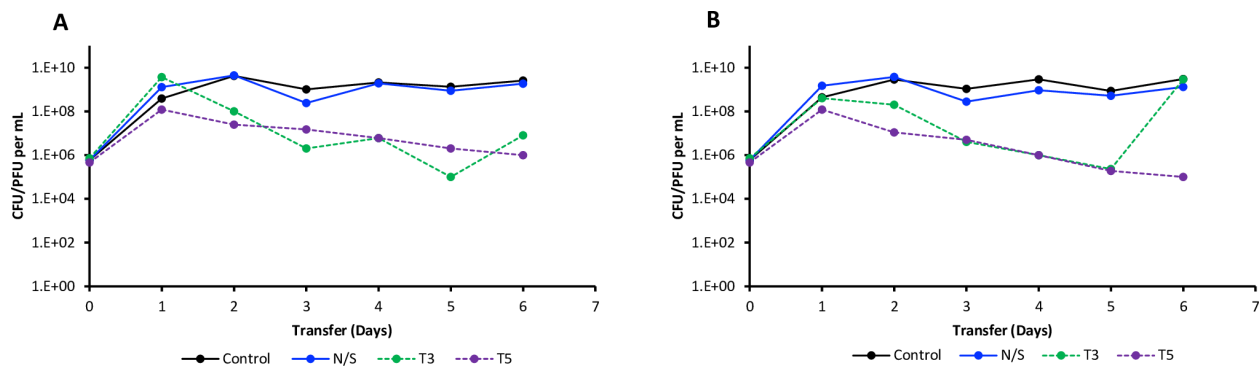 A
CFU/PFU per mL
1.E+10
1.E+08
1.E+06
1.E+04
1.E+02
1.E+00
0 1 2 3 4 5 6 7
Transfer (Days)
Control N/S T3 T5
B
CFU/PFU per mL
1.E+10
1.E+08
1.E+06
1.E+04
1.E+02
1.E+00
0 1 2 3 4 5 6 7
Transfer (Days)
Control N/S T3 T5